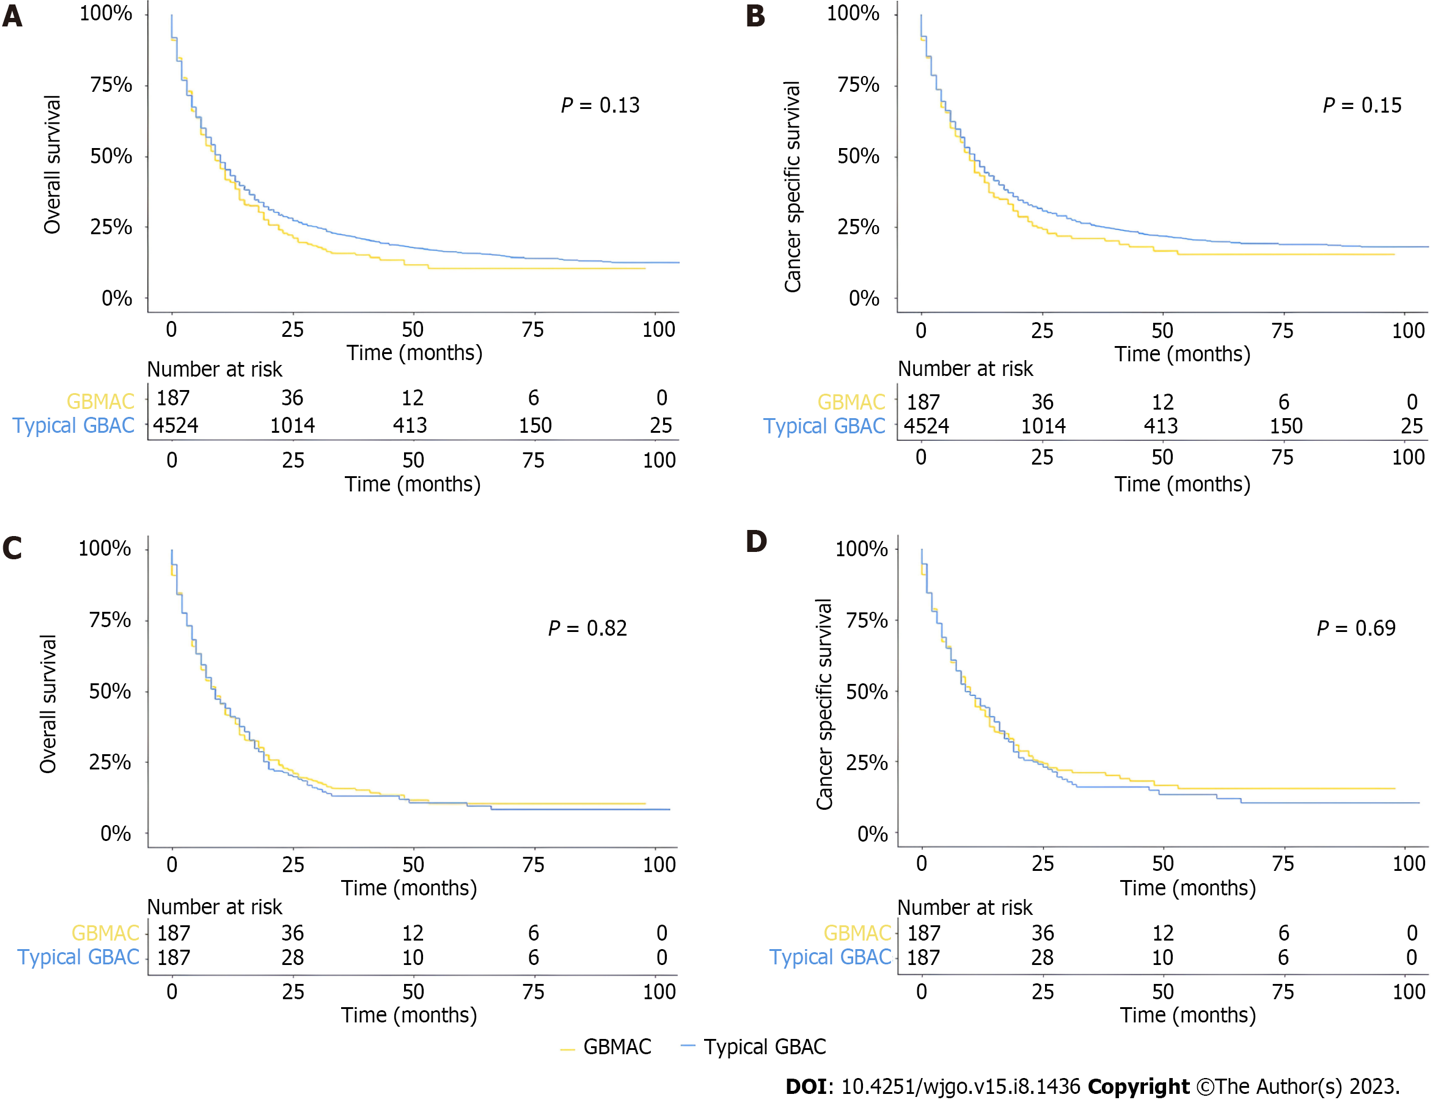 A
100%
75%
50%
25%
0%
Overall survival
P = 0.13
0 25 50 75 100
Time (months)
Number at risk
GBMAC 187 36 12 6 0
Typical GBAC 4524 1014 413 150 25
0 25 50 75 100
Time (months)
B
100%
75%
50%
25%
0%
Cancer specific survival
P = 0.15
0 25 50 75 100
Time (months)
Number at risk
GBMAC 187 36 12 6 0
Typical GBAC 4524 1014 413 150 25
0 25 50 75 100
Time (months)
C
100%
75%
50%
25%
0%
Overall survival
P = 0.82
0 25 50 75 100
Time (months)
Number at risk
GBMAC 187 36 12 6 0
Typical GBAC 187 28 10 6 0
0 25 50 75 100
Time (months)
D
100%
75%
50%
25%
0%
Cancer specific survival
P = 0.69
0 25 50 75 100
Time (months)
Number at risk
GBMAC 187 36 12 6 0
Typical GBAC 187 28 10 6 0
0 25 50 75 100
Time (months)
GBMAC Typical GBAC
DOI: 10.4251/wjgo.v15.i8.1436 Copyright ©The Author(s) 2023.